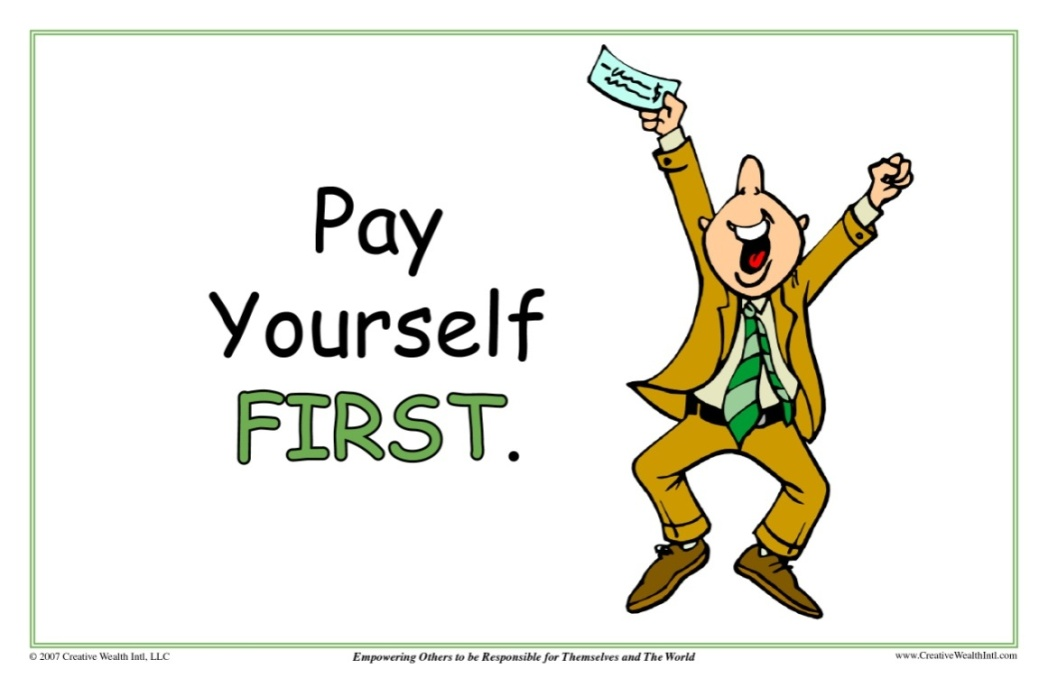 Pay
Yourself
FIRST.
© 2007 Creative Wealth Intl, LLC
Empowering Others to be Responsible for Themselves and The World
www.CreativeWealthIntl.com